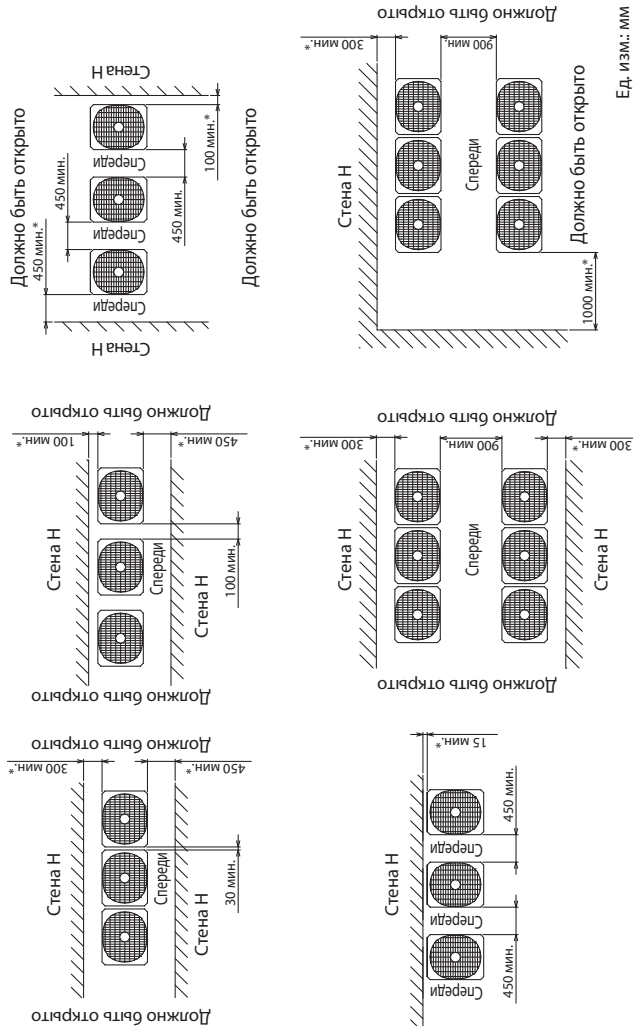 Должно быть открыто
Стена Н
300 мин.*
Спереди
450 мин.*
Стена Н
30 мин.
Должно быть открыто
Должно быть открыто
Стена Н
100 мин.*
Спереди
450 мин.*
Стена Н
100 мин.
Должно быть открыто
Должно быть открыто
450 мин.*
450 мин.
Стена Н
Спереди
Спереди
Спереди
Стена Н
450 мин.
100 мин.*
Должно быть открыто
Стена Н
15 мин.*
Спереди
Спереди
Спереди
450 мин.
450 мин.
Должно быть открыто
Стена Н
300 мин.*
900 мин.
Спереди
300 мин.*
Стена Н
Должно быть открыто
Стена Н
300 мин.*
900 мин.
Спереди
Должно быть открыто
1000 мин.*
Должно быть открыто
Ед. изм.: мм